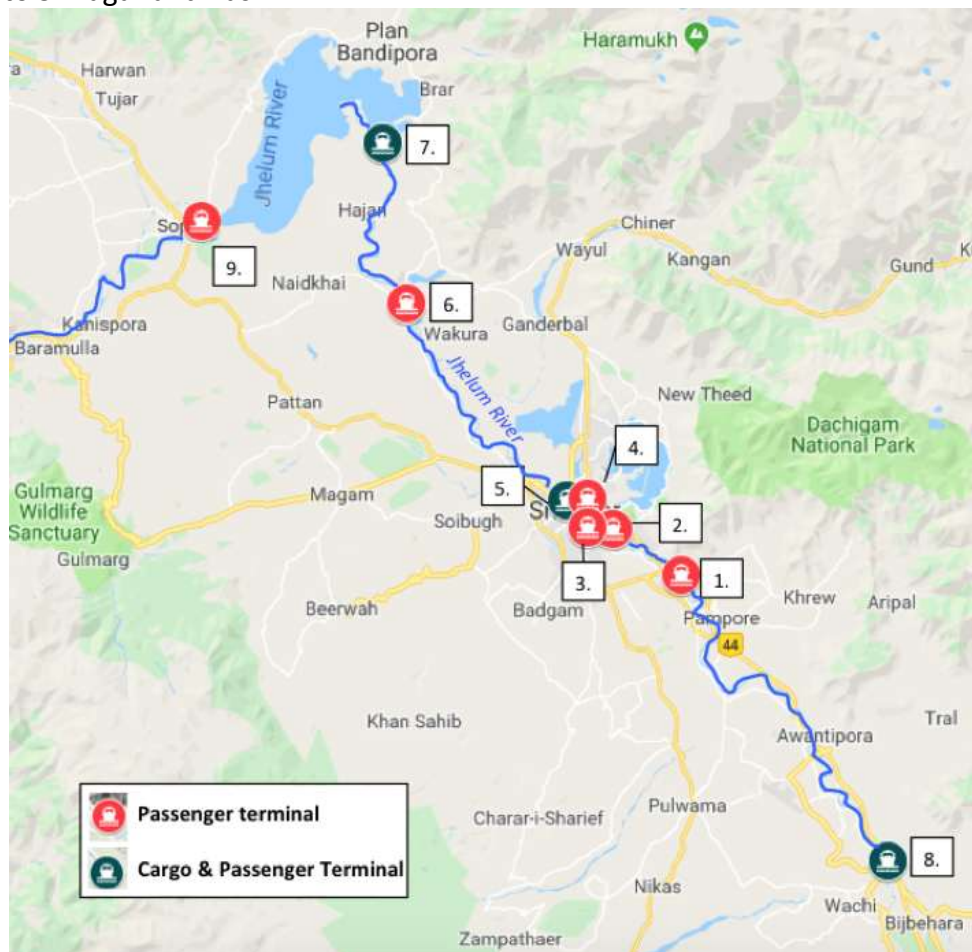 Plan
Bandipora
Haramukh
Harwan
Tujar
Brar
Jhelum River
7.
Hajan
Chiner
Wayul
Kangan
Gund
9.
Naidkhai
6.
Wakura
Ganderbal
Kanispora
Baramulla
Jhelum River
New Theed
Pattan
Dachigam
National Park
4.
Gulmarg
Wildlife
Sanctuary
Magam
5.
Soibugh
2.
Gulmarg
3.
1.
Beerwah
Badgam
Khrew
Aripal
Pampore
44
Khan Sahib
Tral
Awantipora
Passenger terminal
Cargo & Passenger Terminal
Charar-i-Sharief
Pulwama
8.
Nikas
Wachi
Bijbehara
Zampathaer